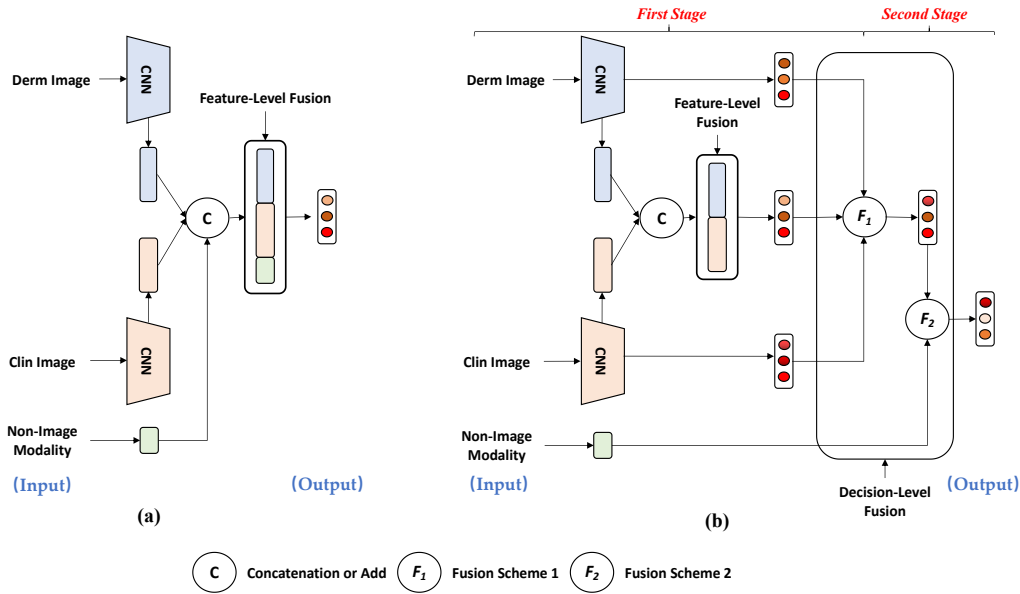 First Stage
Second Stage
Derm Image
CNN
Feature-Level Fusion
C
Clin Image
CNN
Non-Image
Modality
(Input)
(Output)
(a)
Derm Image
CNN
Feature-Level
Fusion
C
F1
F2
Clin Image
CNN
Non-Image
Modality
(Input)
Decision-Level
Fusion
(Output)
(b)
C Concatenation or Add F1 Fusion Scheme 1 F2 Fusion Scheme 2